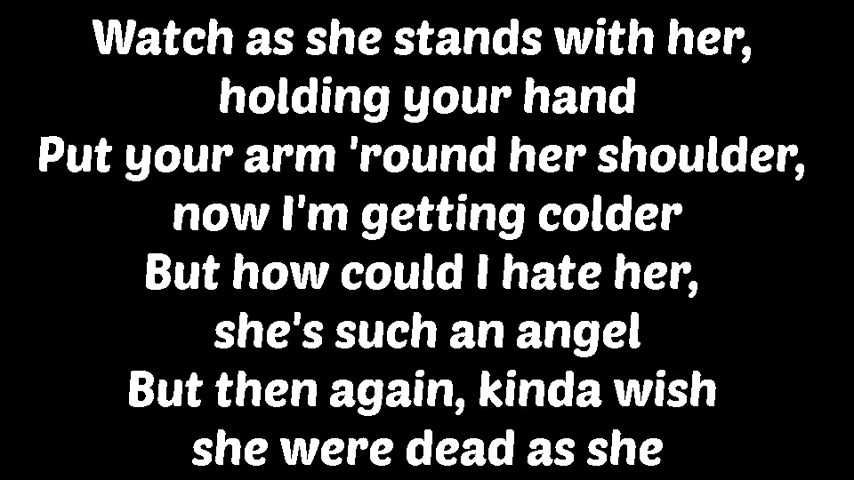 Watch as she stands with her,
holding your hand
Put your arm 'round her shoulder,
now I'm getting colder
But how could I hate her,
she's such an angel
But then again, kinda wish
she were dead as she